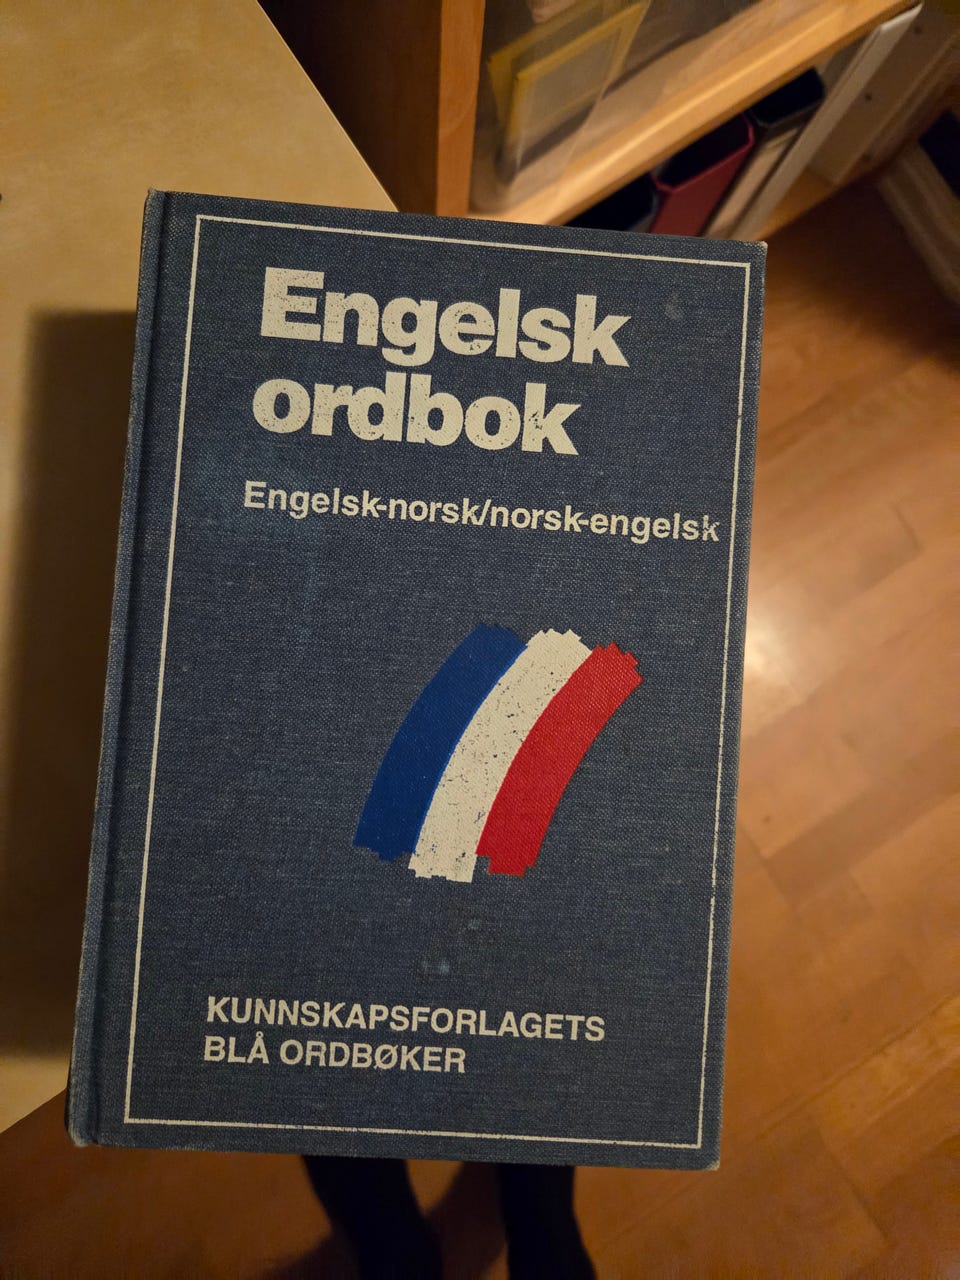 Engelsk
ordbok
Engelsk-norsk/norsk-engelsk
KUNNSKAPSFORLAGETS
BLÅ ORDBØKER